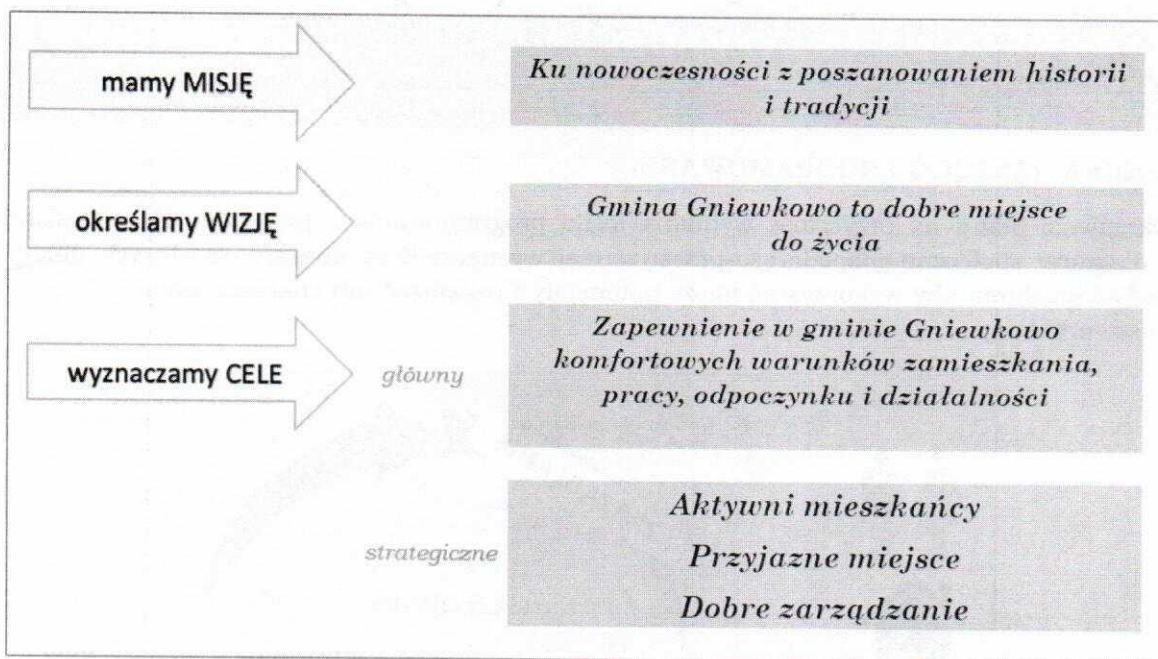 mamy MISJĘ
Ku nowoczesności z poszanowaniem historii
i tradycji
określamy WIZJĘ
Gmina Gniewkowo to dobre miejsce
do życia
wyznaczamy CELE
główny
Zapewnienie w gminie Gniewkowo
komfortowych warunków zamieszkania,
pracy, odpoczynku i działalności
strategiczne
Aktywni mieszkańcy
Przyjazne miejsce
Dobre zarządzanie